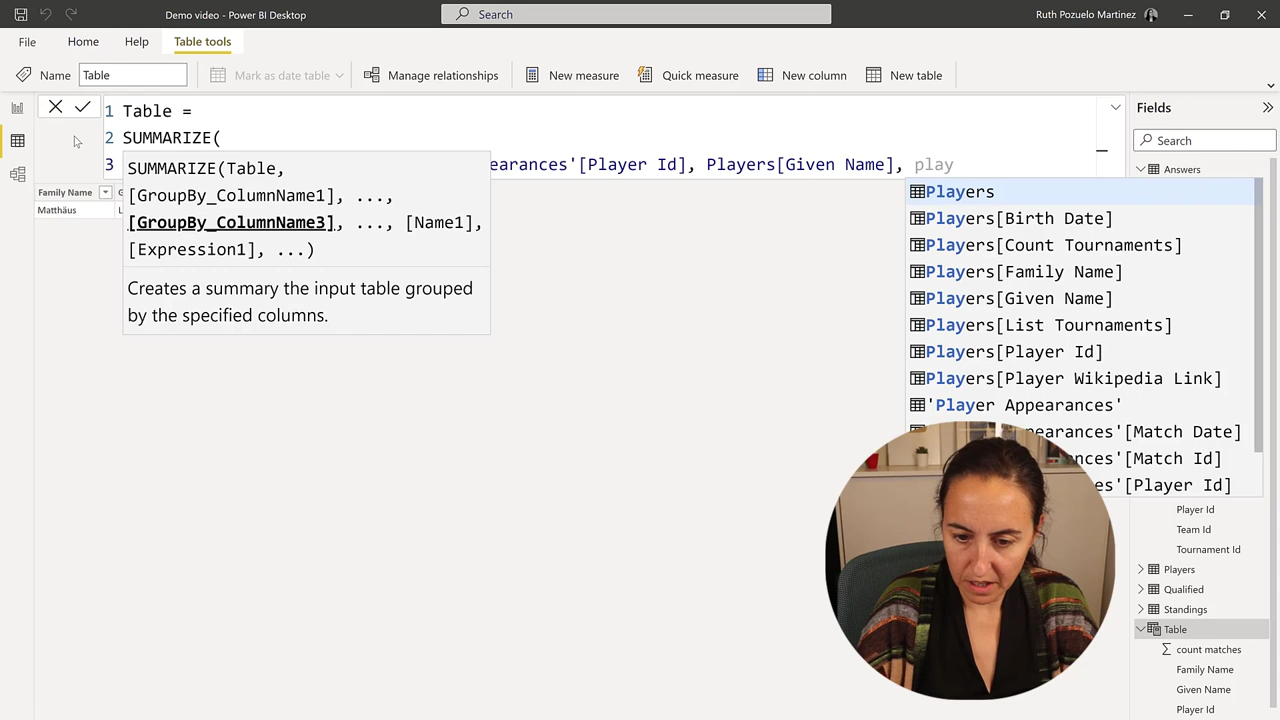 Demo video - Power BI Desktop
Search
Ruth Pozuelo Martinez
File
Home
Help
Table tools
Name
Table
Mark as date table
Manage relationships
New measure
Quick measure
New column
New table
1 Table =
2 SUMMARIZE(
3 earances'[Player Id], Players[Given Name], play
SUMMARIZE(Table,
[GroupBy_ColumnName1], ...,
[GroupBy_ColumnName3], ..., [Name1],
[Expression1], ...)
Creates a summary the input table grouped
by the specified columns.
Players
Players[Birth Date]
Players[Count Tournaments]
Players[Family Name]
Players[Given Name]
Players[List Tournaments]
Players[Player Id]
Players[Player Wikipedia Link]
'Player Appearances'
pearances'[Match Date]
nces'[Match Id]
es'[Player Id]
Family Name
G
Matthäus
L
Fields
Search
Answers
Player Id
Team Id
Tournament Id
Players
Qualified
Standings
Table
count matches
Family Name
Given Name
Player Id